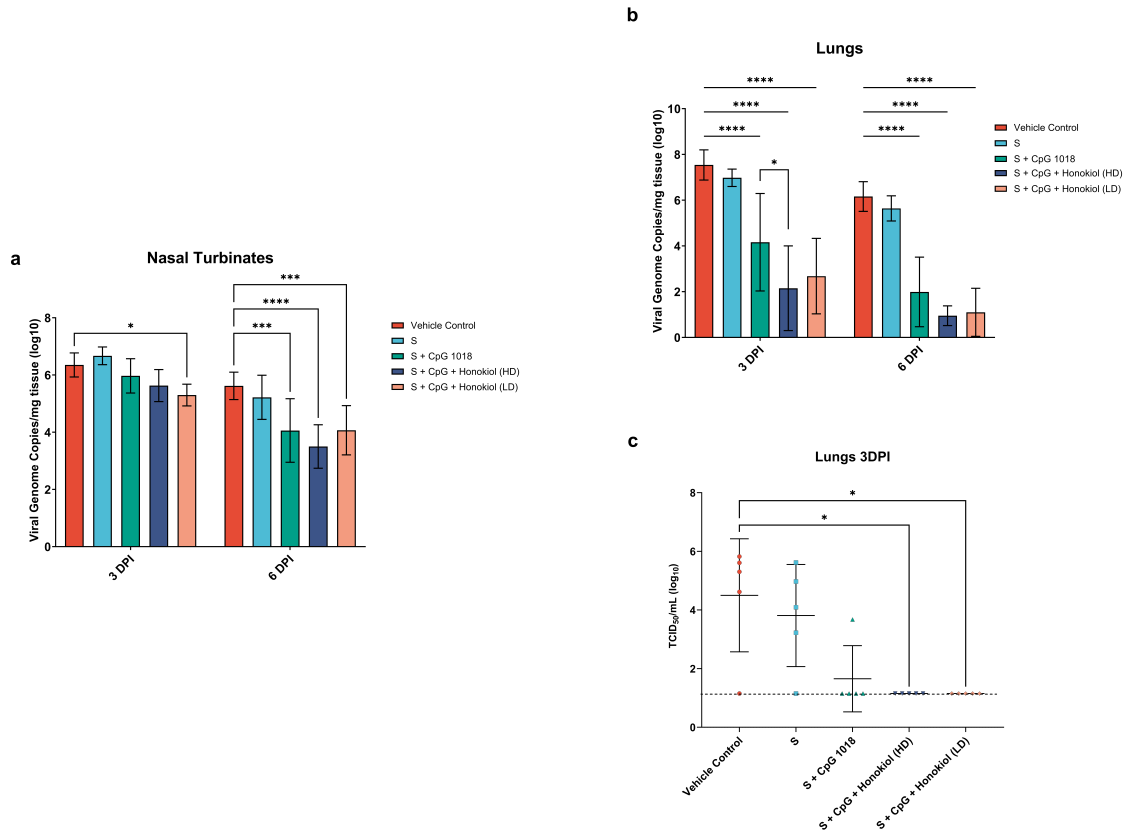 a
Nasal Turbinates
Viral Genome Copies/mg tissue (log10)
8
6
4
2
0
*
***
****
***
3 DPI
6 DPI
Vehicle Control
S
S + CpG 1018
S + CpG + Honokiol (HD)
S + CpG + Honokiol (LD)
b
Lungs
Viral Genome Copies/mg tissue (log10)
10
8
6
4
2
0
****
****
****
*
****
****
****
3 DPI
6 DPI
Vehicle Control
S
S + CpG 1018
S + CpG + Honokiol (HD)
S + CpG + Honokiol (LD)
c
Lungs 3DPI
TCID50/mL (log10)
8
6
4
2
0
*
*
Vehicle Control
S
S + CpG 1018
S + CpG + Honokiol (HD)
S + CpG + Honokiol (LD)